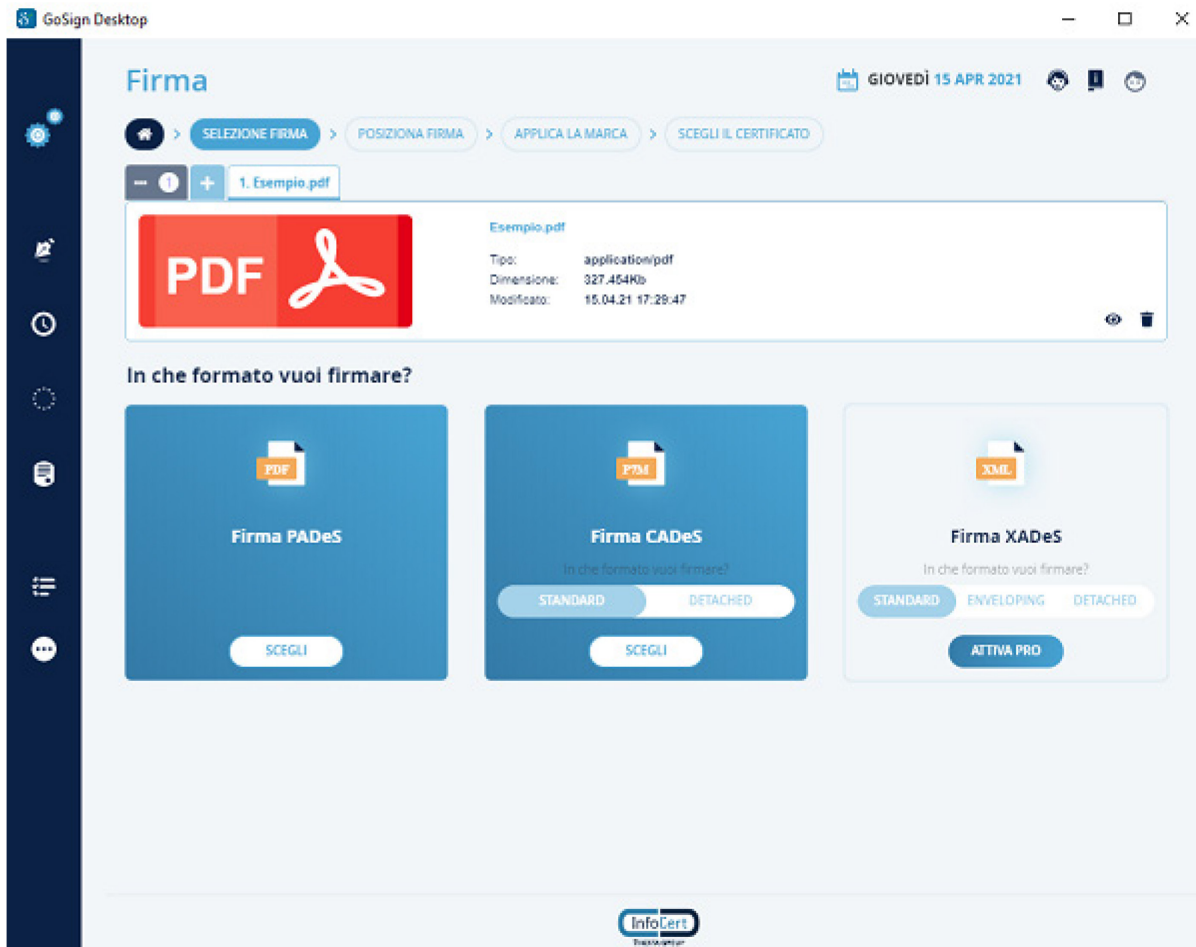 GoSign Desktop
Firma
GIOVEDÌ 15 APR 2021
SELEZIONE FIRMA > POSIZIONA FIRMA > APPLICA LA MARCA > SCEGLI IL CERTIFICATO
1
1. Esempio.pdf
PDF
Esempio.pdf
Tipo: application/pdf
Dimensione: 327.454Kb
Modificato: 15.04.21 17:29:47
In che formato vuoi firmare?
PDF
Firma PADeS
SCEGLI
P7M
Firma CADeS
In che formato vuoi firmare?
STANDARD DETACHED
SCEGLI
XML
Firma XADeS
In che formato vuoi firmare?
STANDARD ENVELOPING DETACHED
ATTIVA PRO
InfoCert